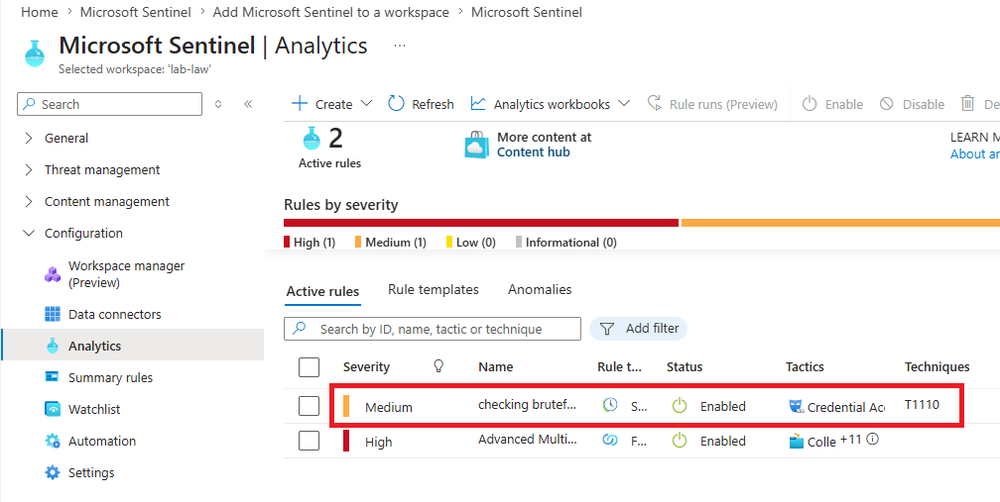 Home > Microsoft Sentinel > Add Microsoft Sentinel to a workspace > Microsoft Sentinel
Microsoft Sentinel | Analytics ...
Selected workspace: 'lab-law'
Search
General
Threat management
Content management
Configuration
Workspace manager
(Preview)
Data connectors
Analytics
Summary rules
Watchlist
Automation
Settings
Create Refresh Analytics workbooks Rule runs (Preview) Enable Disable De
2
Active rules
More content at
Content hub
LEARN M
About an
Rules by severity
High (1) Medium (1) Low (0) Informational (0)
Active rules Rule templates Anomalies
Search by ID, name, tactic or technique Add filter
Severity Name Rule t... Status Tactics Techniques
Medium checking brutef... S... Enabled Credential Acc T1110
High Advanced Multi... F... Enabled Colle +11